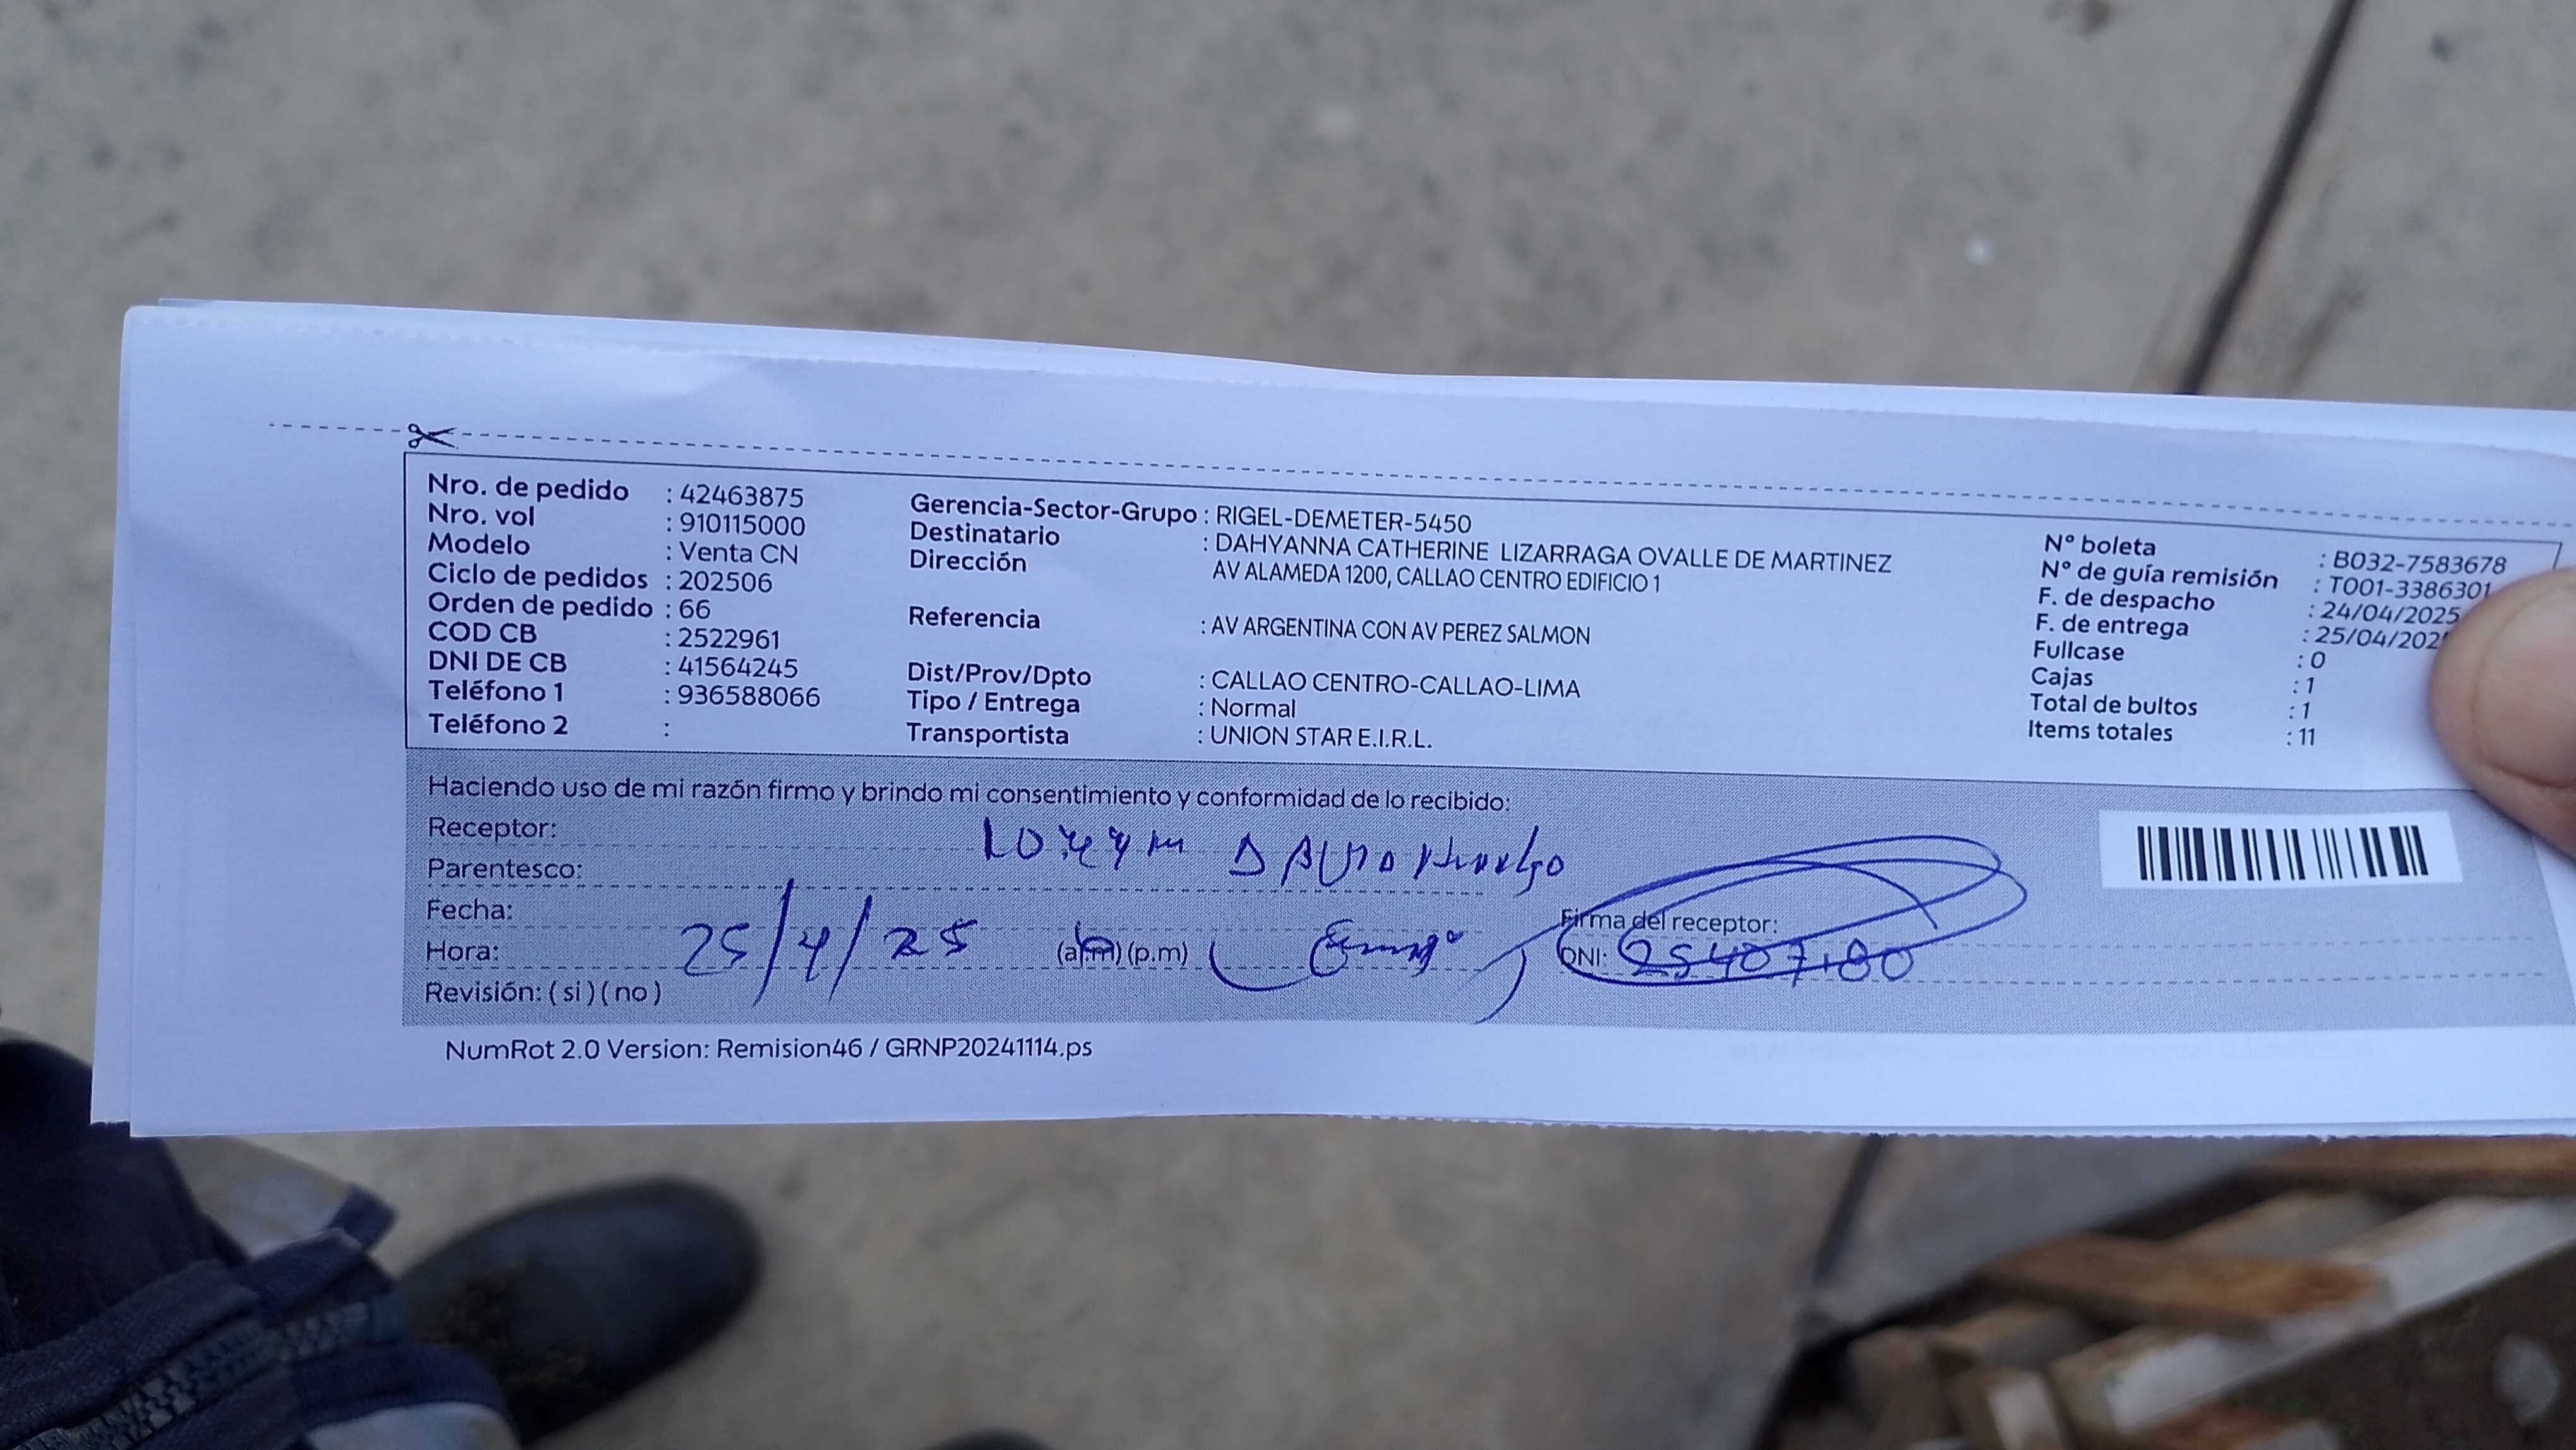 Nro. de pedido : 42463875
Nro. vol : 910115000
Modelo : Venta CN
Ciclo de pedidos : 202506
Orden de pedido : 66
COD CB : 2522961
DNI DE CB : 41564245
Teléfono 1 : 936588066
Teléfono 2 :
Gerencia-Sector-Grupo : RIGEL-DEMETER-5450
Destinatario : DAHYANNA CATHERINE LIZARRAGA OVALLE DE MARTINEZ
Dirección AV ALAMEDA 1200, CALLAO CENTRO EDIFICIO 1
Referencia : AV ARGENTINA CON AV PEREZ SALMON
Dist/Prov/Dpto : CALLAO CENTRO-CALLAO-LIMA
Tipo / Entrega : Normal
Transportista : UNION STAR E.I.R.L.
N° boleta : B032-7583678
N° de guía remisión : T001-3386301
F. de despacho : 24/04/2025
F. de entrega : 25/04/202
Fullcase : 0
Cajas : 1
Total de bultos : 1
Items totales : 11
Haciendo uso de mi razón firmo y brindo mi consentimiento y conformidad de lo recibido:
Receptor:
Parentesco:
Fecha: 25/4/25
Hora: (a.m) (p.m)
Revisión: ( si ) ( no )
Firma del receptor:
DNI:
NumRot 2.0 Version: Remision46 / GRNP20241114.ps